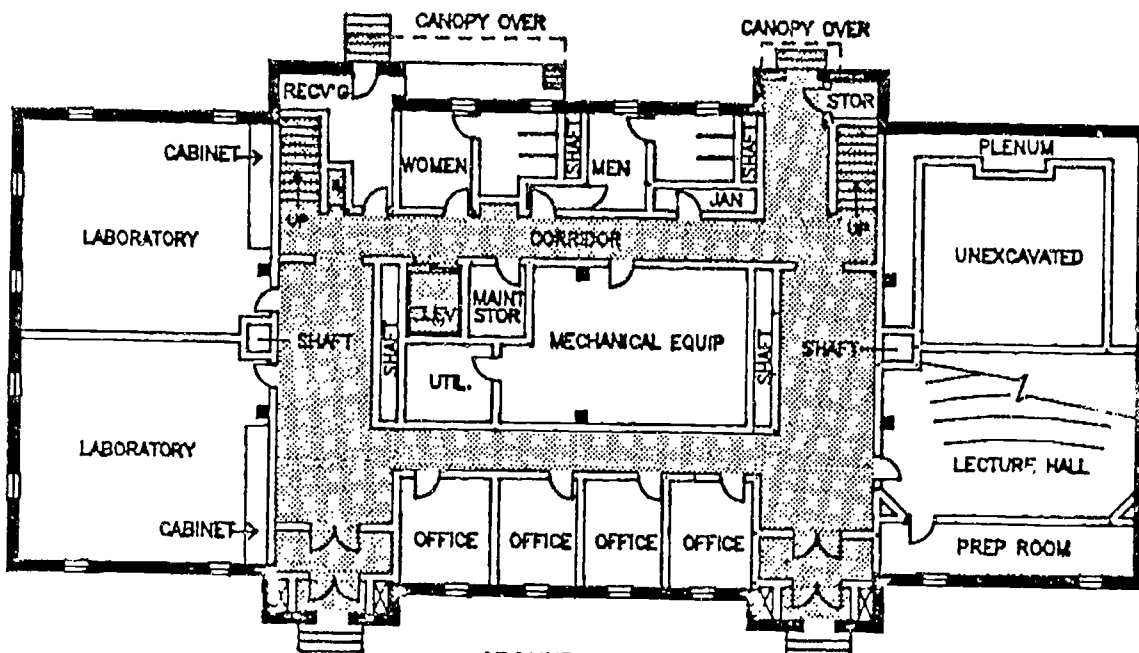 CANOPY OVER
CANOPY OVER
RECV'G
STOR
CABINET
WOMEN
SHAFT
MEN
SHAFT
PLENUM
JAN
UP
UP
LABORATORY
CORRIDOR
UNEXCAVATED
ELEV
MAINT
STOR
SHAFT
SHAFT
MECHANICAL EQUIP
SHAFT
SHAFT
UTIL.
LABORATORY
LECTURE HALL
CABINET
OFFICE
OFFICE
OFFICE
OFFICE
PREP ROOM